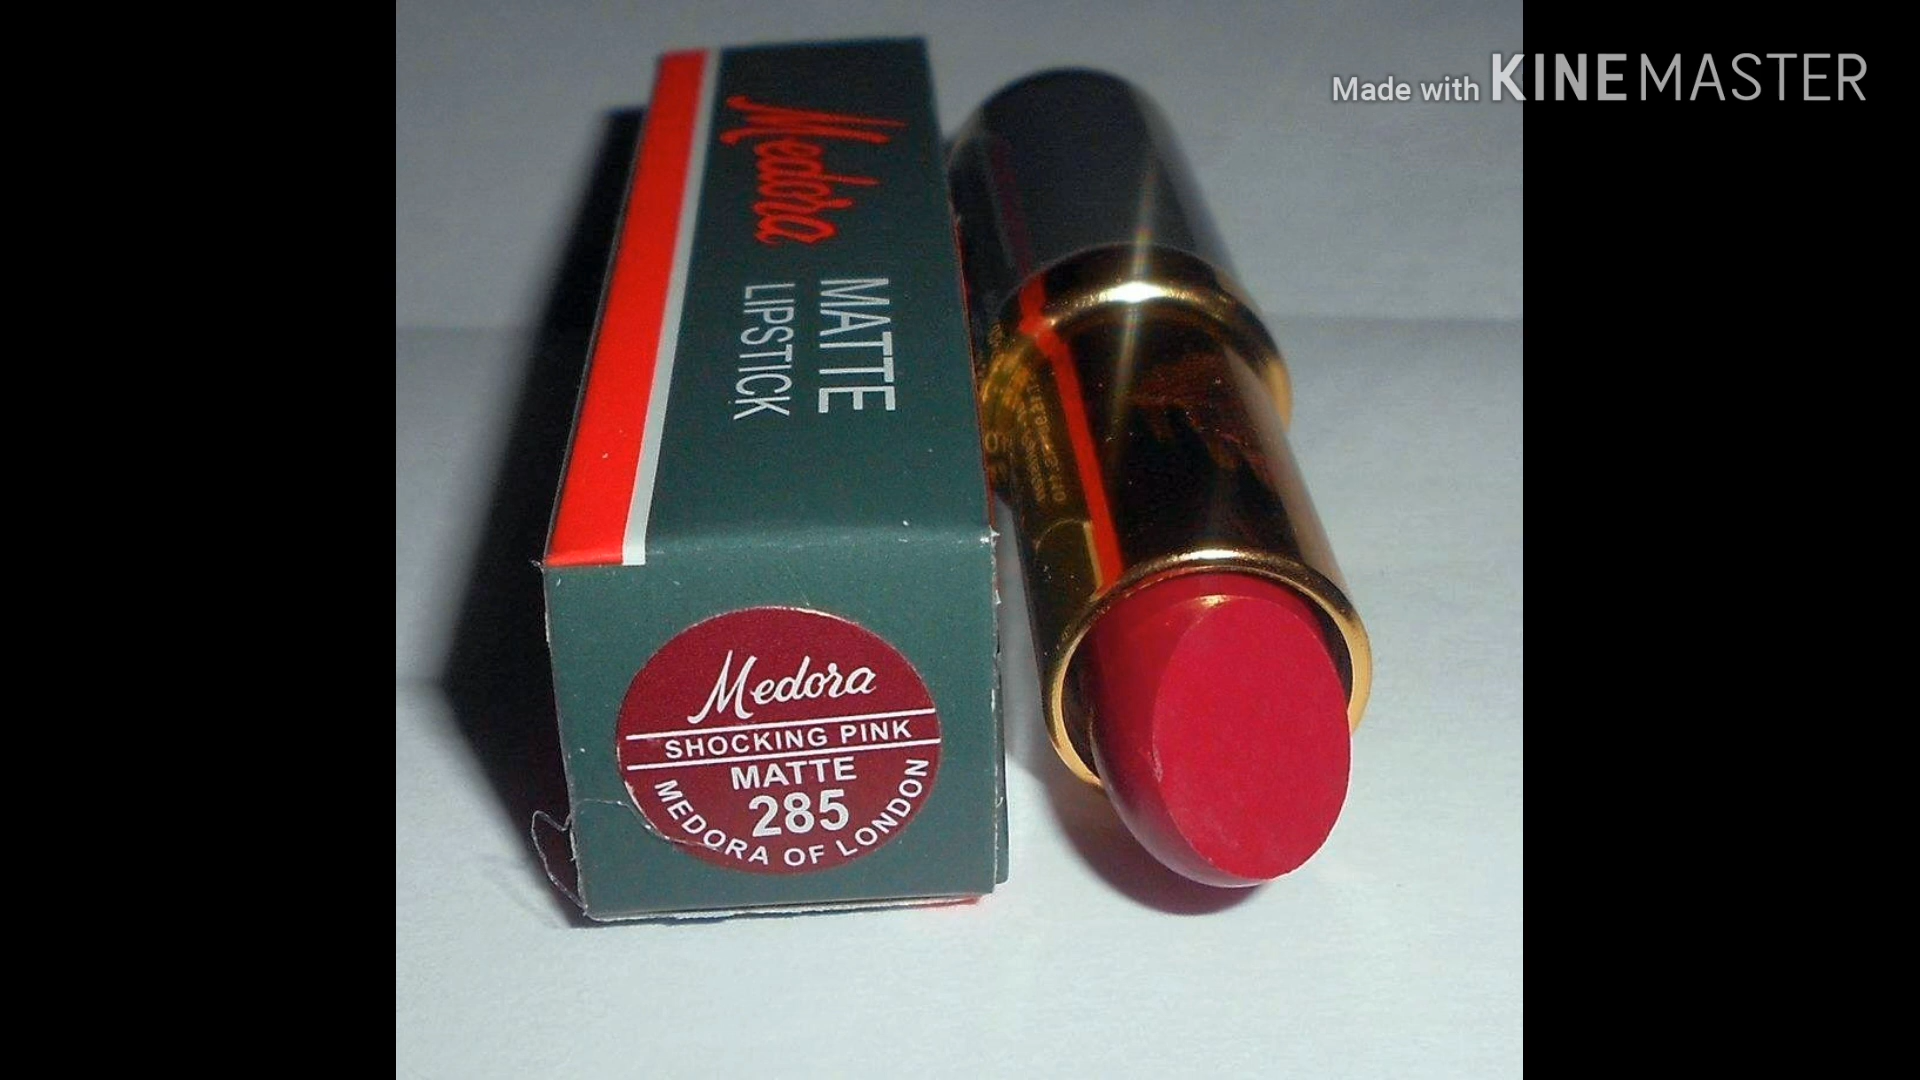 Made with KINEMASTER
Medora
MATTE
LIPSTICK
Medora
SHOCKING PINK
MATTE
285
MEDORA OF LONDON